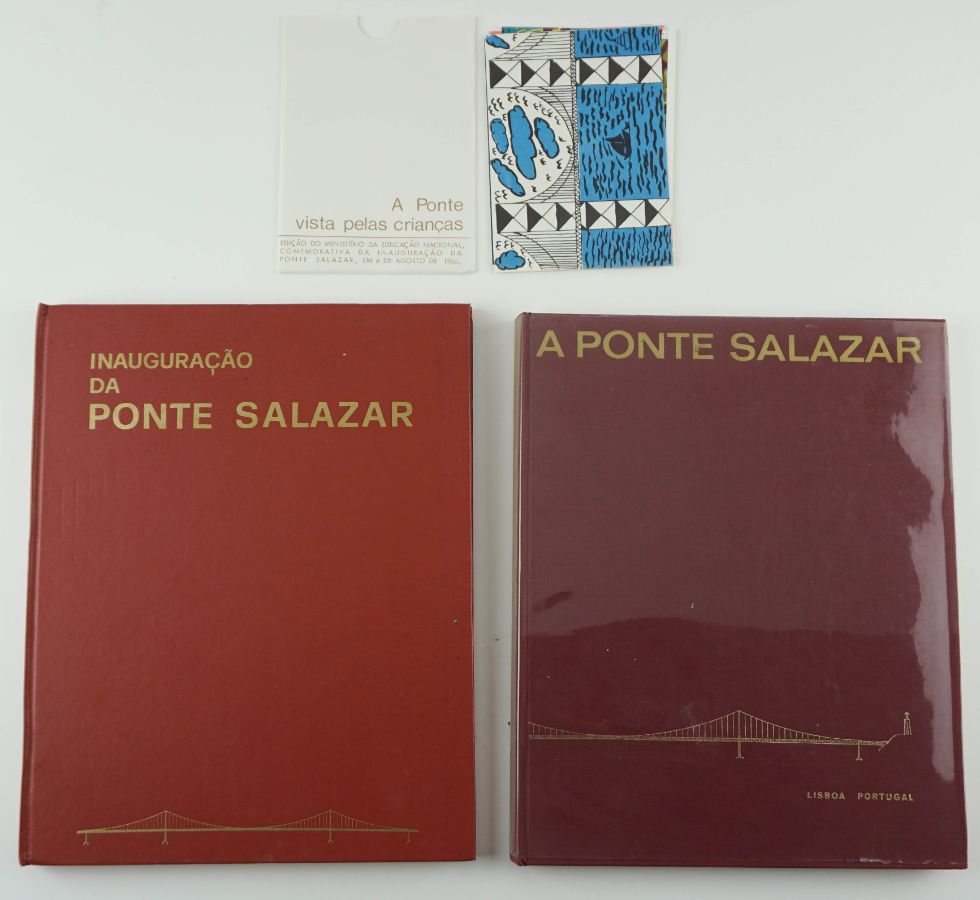 A Ponte
vista pelas crianças
EDIÇÃO DO MINISTÉRIO DA EDUCAÇÃO NACIONAL,
COMEMORATIVA DA INAUGURAÇÃO DA
PONTE SALAZAR, EM 6 DE AGOSTO DE 1966.
INAUGURAÇÃO
DA
PONTE SALAZAR
A PONTE SALAZAR
LISBOA PORTUGAL